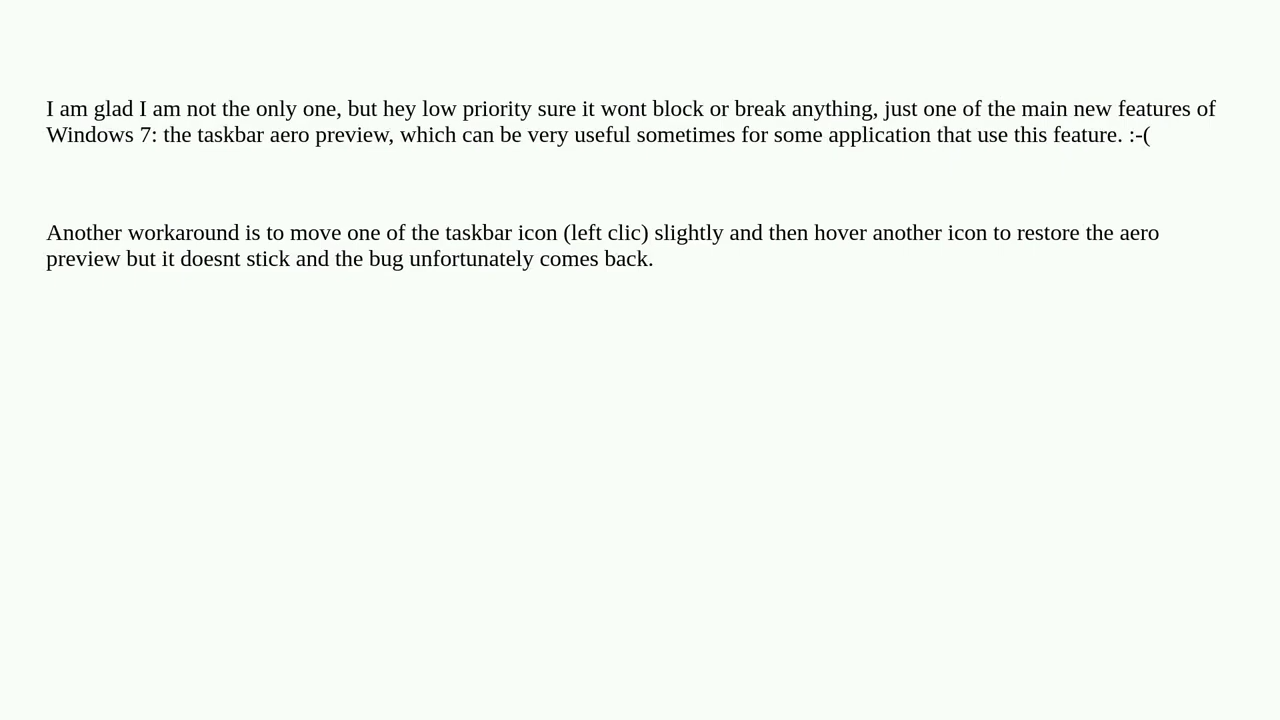 I am glad I am not the only one, but hey low priority sure it wont block or break anything, just one of the main new features of
Windows 7: the taskbar aero preview, which can be very useful sometimes for some application that use this feature. :-(
Another workaround is to move one of the taskbar icon (left clic) slightly and then hover another icon to restore the aero
preview but it doesnt stick and the bug unfortunately comes back.